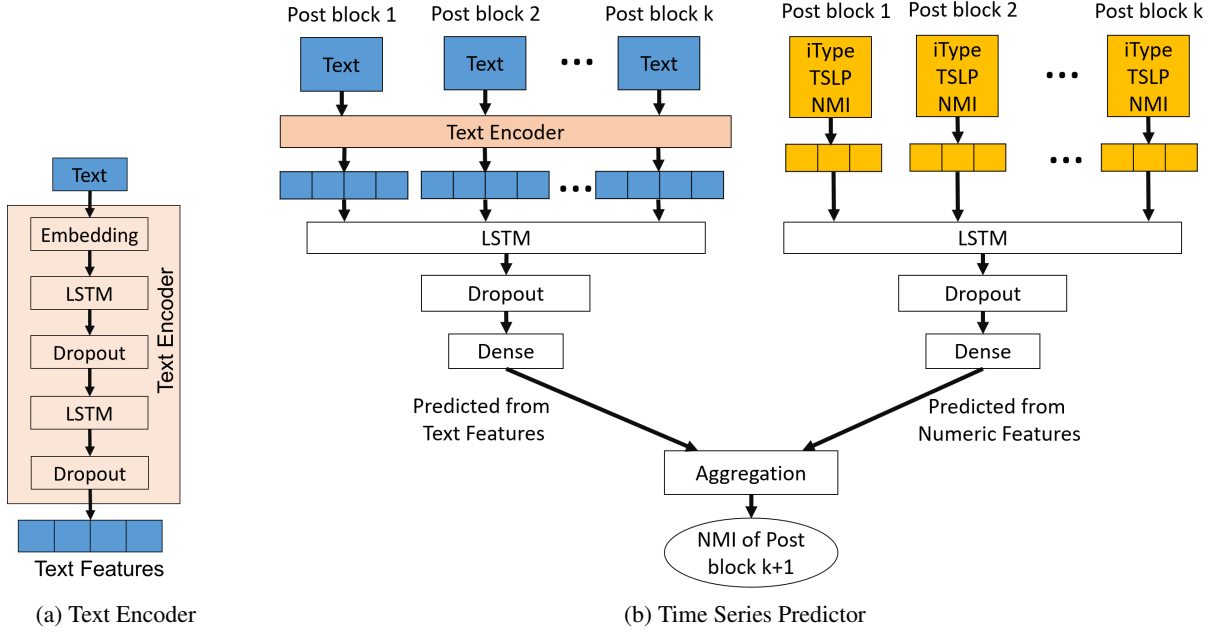 Text
Embedding
LSTM
Dropout
LSTM
Dropout
Text Encoder
Text Features
(a) Text Encoder
Post block 1 Post block 2 Post block k
Text Text ... Text
Text Encoder
...
LSTM
Dropout
Dense
Predicted from
Text Features
Post block 1 Post block 2 Post block k
iType iType iType
TSLP TSLP ... TSLP
NMI NMI NMI
...
LSTM
Dropout
Dense
Predicted from
Numeric Features
Aggregation
NMI of Post
block k+1
(b) Time Series Predictor